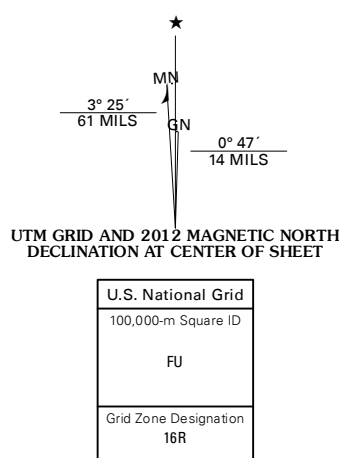 ★
MN
3° 25´
61 MILS
GN
0° 47´
14 MILS
UTM GRID AND 2012 MAGNETIC NORTH
DECLINATION AT CENTER OF SHEET
U.S. National Grid
100,000-m Square ID
FU
Grid Zone Designation
16R